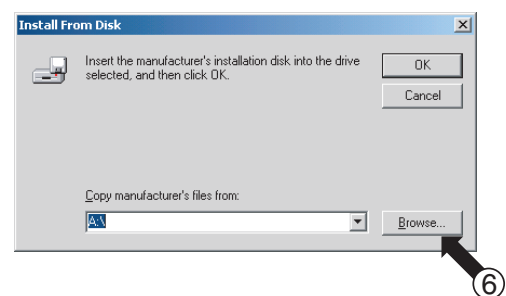 Install From Disk
Insert the manufacturer's installation disk into the drive
selected, and then click OK.
OK
Cancel
Copy manufacturer's files from:
A:\
Browse...
6